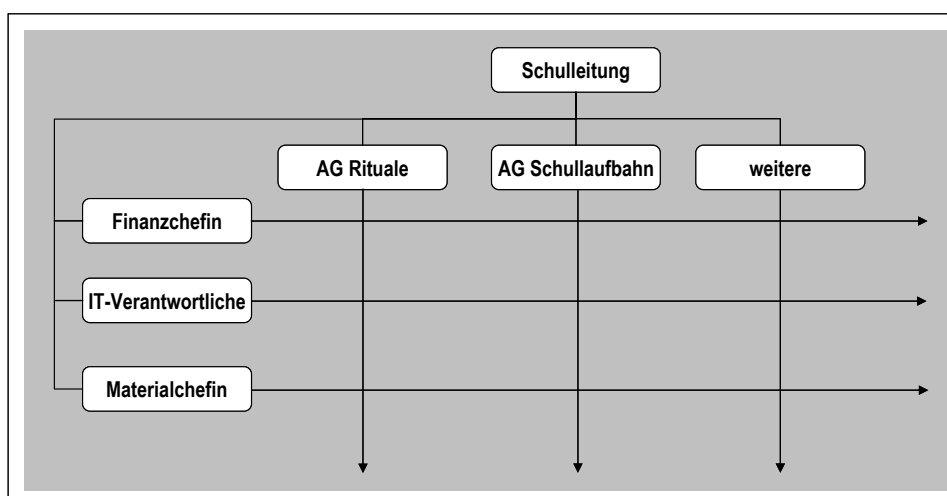 Schulleitung
AG Rituale
AG Schullaufbahn
weitere
Finanzchefin
IT-Verantwortliche
Materialchefin